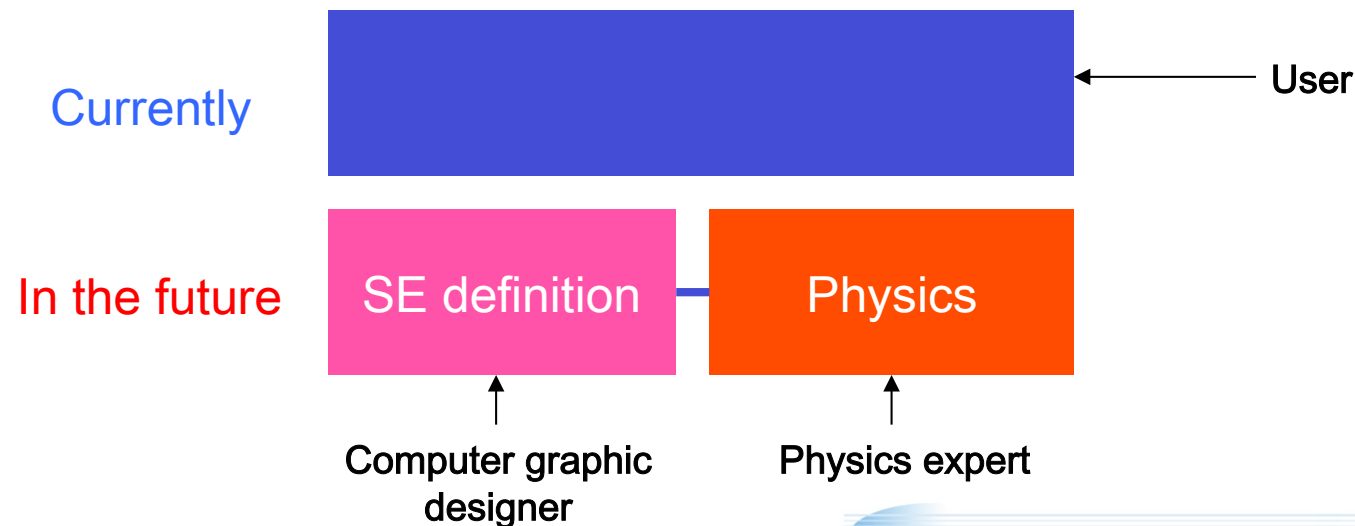 User
Currently
In the future
SE definition
Physics
Computer graphic
designer
Physics expert